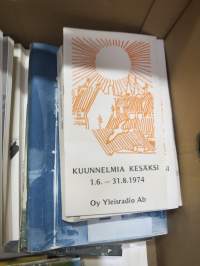 KUUNNELMIA KESÄKSI
1.6. — 31.8.1974
Oy Yleisradio Ab